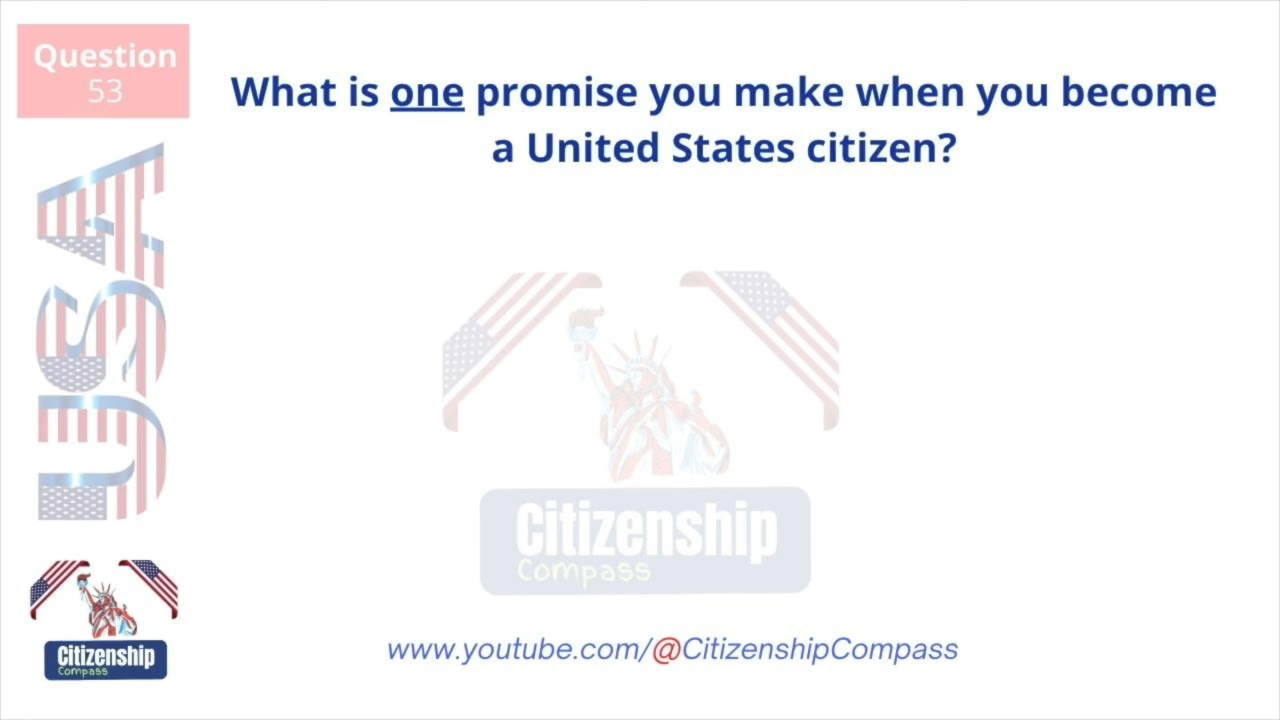 Question
53
What is one promise you make when you become
a United States citizen?
USA
Citizenship
Compass
Citizenship
Compass
www.youtube.com/@CitizenshipCompass